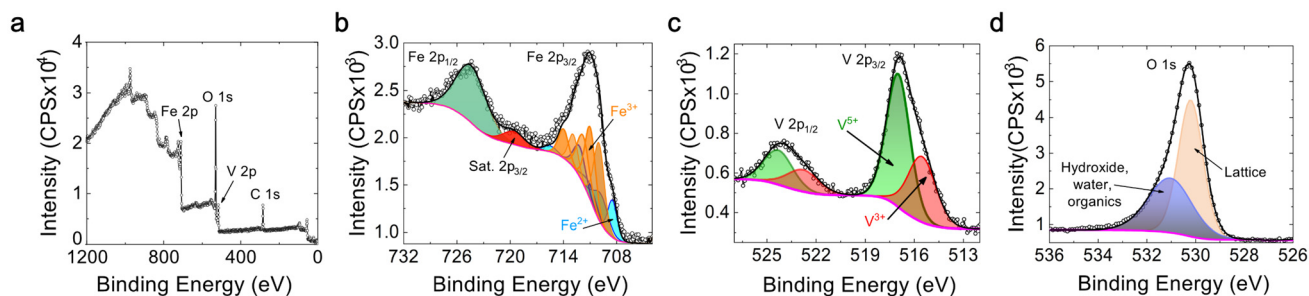 a
Intensity (CPSx10⁴)
4
3
2
1
0
Fe 2p
O 1s
V 2p
C 1s
1200
900
600
300
0
Binding Energy (eV)
b
Intensity (CPSx10³)
3.0
2.5
2.0
1.5
1.0
Fe 2p1/2
Fe 2p3/2
Fe³⁺
Sat. 2p3/2
Fe²⁺
732
726
720
714
708
Binding Energy (eV)
c
Intensity (CPSx10³)
1.2
1.0
0.8
0.6
0.4
V 2p3/2
V 2p1/2
V⁵⁺
V³⁺
525
522
519
516
513
Binding Energy (eV)
d
Intensity(CPSx10³)
6
5
4
3
2
1
0
O 1s
Hydroxide,
water,
organics
Lattice
536
534
532
530
528
526
Binding Energy (eV)